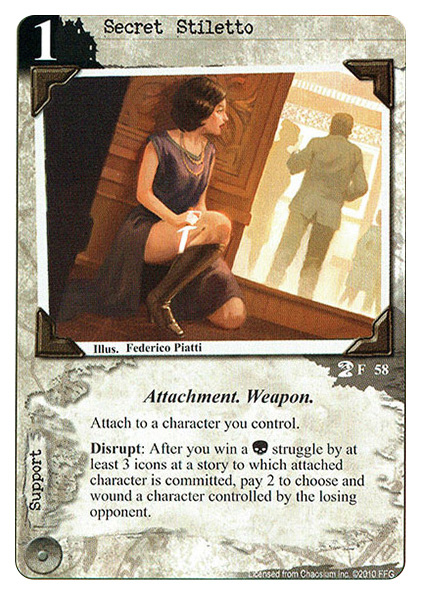 1
Secret Stiletto
Illus. Federico Piatti
F 58
Attachment. Weapon.
Attach to a character you control.
Disrupt: After you win a struggle by at
least 3 icons at a story to which attached
character is committed, pay 2 to choose and
wound a character controlled by the losing
opponent.
Support
Licensed from Chaosium Inc. ©2010 FFG